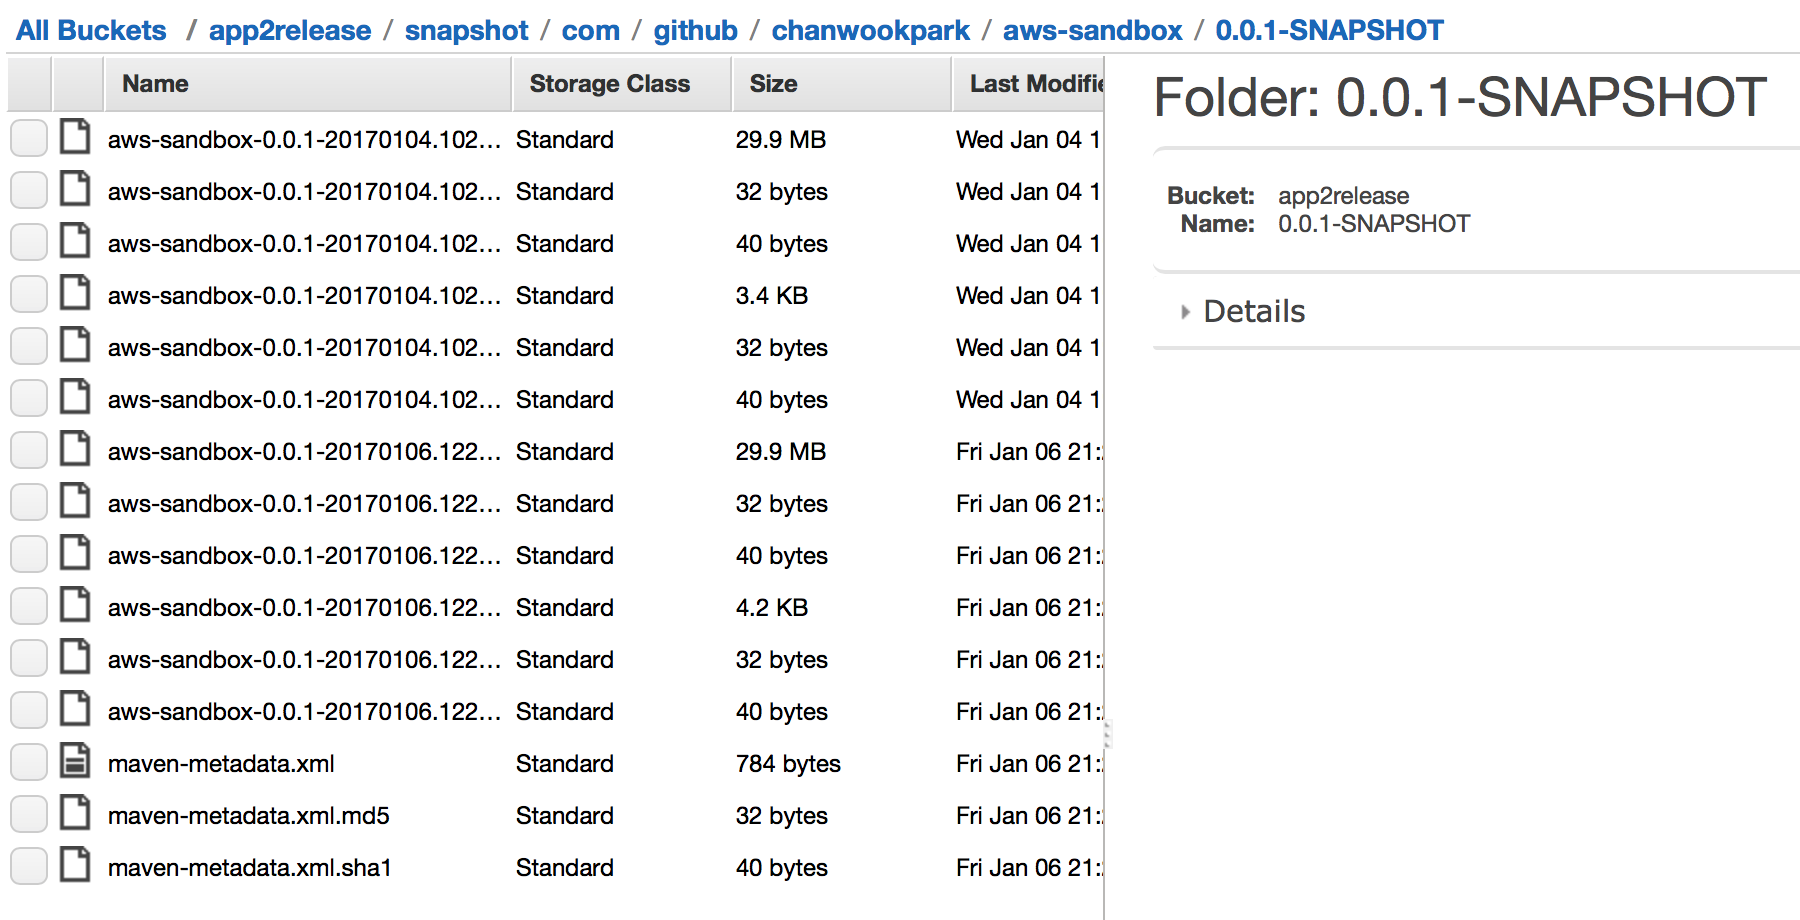 All Buckets / app2release / snapshot / com / github / chanwookpark / aws-sandbox / 0.0.1-SNAPSHOT
Name Storage Class Size Last Modifie
aws-sandbox-0.0.1-20170104.102... Standard 29.9 MB Wed Jan 04 1
aws-sandbox-0.0.1-20170104.102... Standard 32 bytes Wed Jan 04 1
aws-sandbox-0.0.1-20170104.102... Standard 40 bytes Wed Jan 04 1
aws-sandbox-0.0.1-20170104.102... Standard 3.4 KB Wed Jan 04 1
aws-sandbox-0.0.1-20170104.102... Standard 32 bytes Wed Jan 04 1
aws-sandbox-0.0.1-20170104.102... Standard 40 bytes Wed Jan 04 1
aws-sandbox-0.0.1-20170106.122... Standard 29.9 MB Fri Jan 06 21:
aws-sandbox-0.0.1-20170106.122... Standard 32 bytes Fri Jan 06 21:
aws-sandbox-0.0.1-20170106.122... Standard 40 bytes Fri Jan 06 21:
aws-sandbox-0.0.1-20170106.122... Standard 4.2 KB Fri Jan 06 21:
aws-sandbox-0.0.1-20170106.122... Standard 32 bytes Fri Jan 06 21:
aws-sandbox-0.0.1-20170106.122... Standard 40 bytes Fri Jan 06 21:
maven-metadata.xml Standard 784 bytes Fri Jan 06 21:
maven-metadata.xml.md5 Standard 32 bytes Fri Jan 06 21:
maven-metadata.xml.sha1 Standard 40 bytes Fri Jan 06 21:
Folder: 0.0.1-SNAPSHOT
Bucket: app2release
Name: 0.0.1-SNAPSHOT
Details